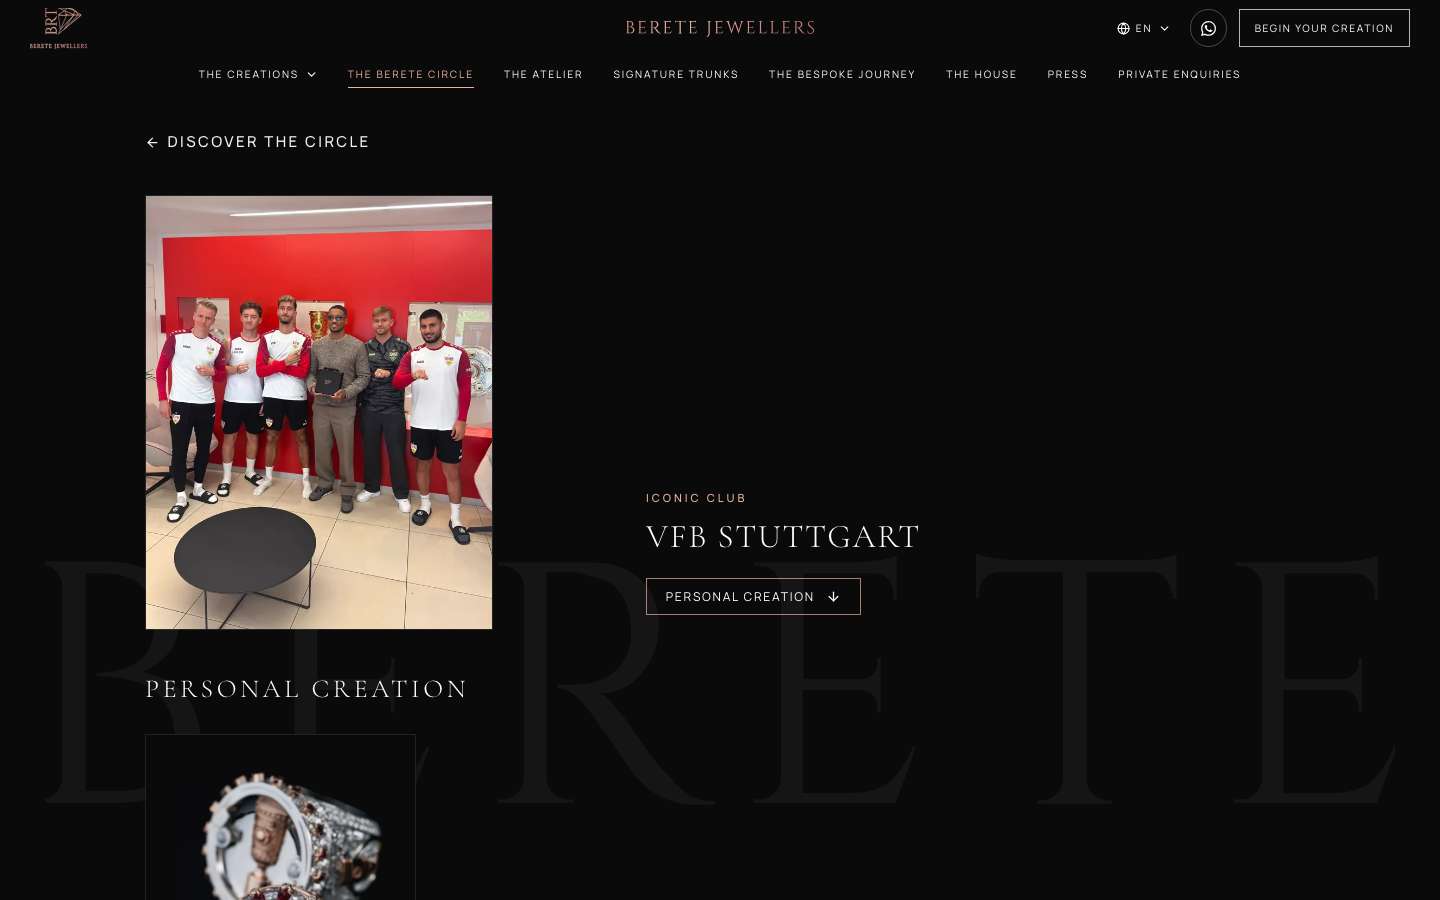 BRT
BERETE JEWELLERS
BERETE JEWELLERS
EN
BEGIN YOUR CREATION
THE CREATIONS
THE BERETE CIRCLE
THE ATELIER
SIGNATURE TRUNKS
THE BESPOKE JOURNEY
THE HOUSE
PRESS
PRIVATE ENQUIRIES
← DISCOVER THE CIRCLE
ICONIC CLUB
VFB STUTTGART
PERSONAL CREATION ↓
BERETE
PERSONAL CREATION